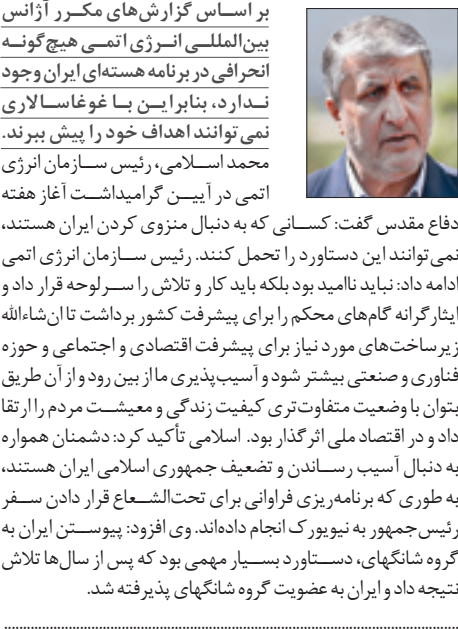 بر اساس گزارش‌های مکرر آژانس
بین‌المللی انرژی اتمی هیچ‌گونه
انحرافی در برنامه هسته‌ای ایران وجود
ندارد، بنابراین با غوغاسالاری
نمی‌توانند اهداف خود را پیش ببرند.
محمد اسلامی، رئیس سازمان انرژی
اتمی در آیین گرامیداشت آغاز هفته
دفاع مقدس گفت: کسانی که به دنبال منزوی کردن ایران هستند،
نمی‌توانند این دستاورد را تحمل کنند. رئیس سازمان انرژی اتمی
ادامه داد: نباید ناامید بود بلکه باید کار و تلاش را سرلوحه قرار داد و
ایثارگرانه گام‌های محکم را برای پیشرفت کشور برداشت تا ان‌شاءالله
زیرساخت‌های مورد نیاز برای پیشرفت اقتصادی و اجتماعی و حوزه
فناوری و صنعتی بیشتر شود و آسیب‌پذیری ما از بین رود و از آن طریق
بتوان با وضعیت متفاوت‌تری کیفیت زندگی و معیشت مردم را ارتقا
داد و در اقتصاد ملی اثرگذار بود. اسلامی تأکید کرد: دشمنان همواره
به دنبال آسیب رساندن و تضعیف جمهوری اسلامی ایران هستند،
به طوری که برنامه‌ریزی فراوانی برای تحت‌الشعاع قرار دادن سفر
رئیس‌جمهور به نیویورک انجام داده‌اند. وی افزود: پیوستن ایران به
گروه شانگهای، دستاورد بسیار مهمی بود که پس از سال‌ها تلاش
نتیجه داد و ایران به عضویت گروه شانگهای پذیرفته شد.